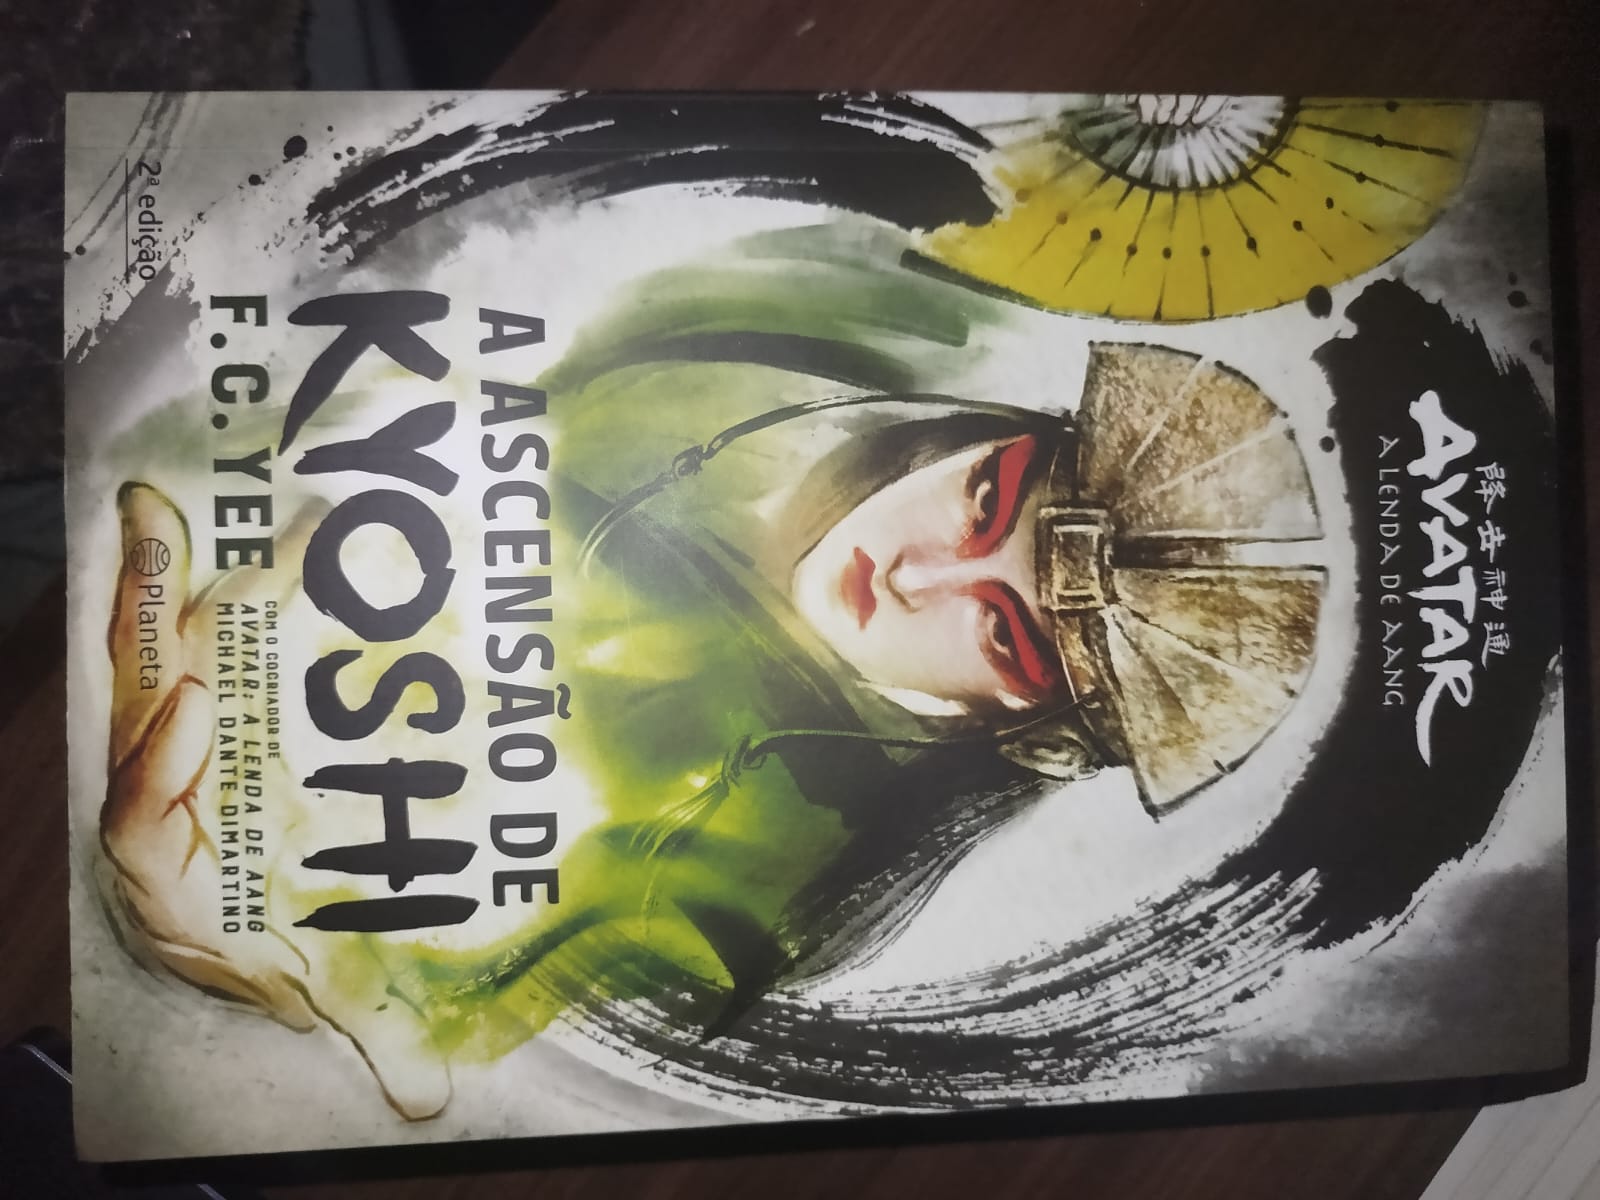 降世神通
AVATAR
A LENDA DE AANG
A ASCENSÃO DE
KYOSHI
F. C. YEE
COM O COCRIADOR DE
AVATAR: A LENDA DE AANG
MICHAEL DANTE DIMARTINO
2ª edição
Planeta